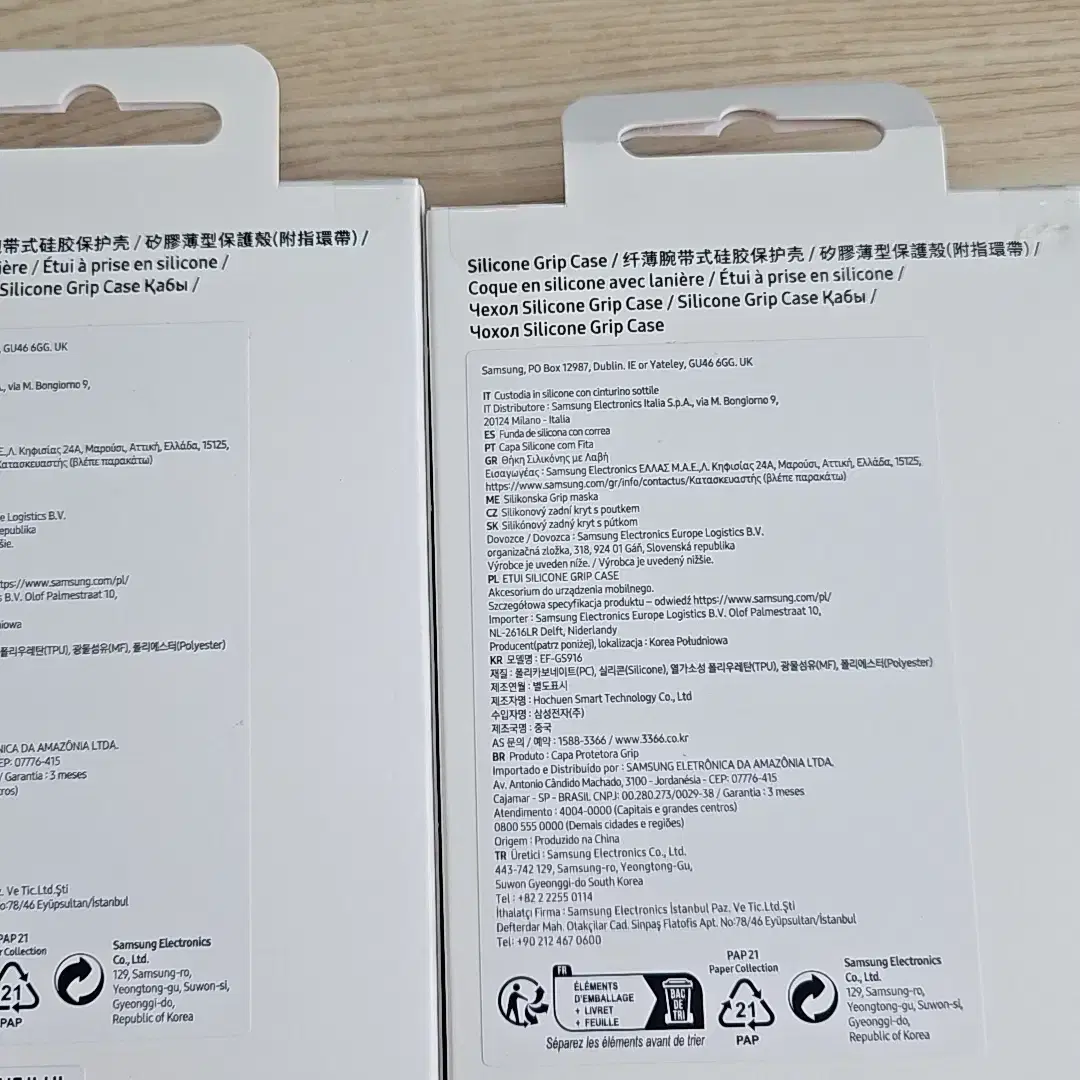 带式硅胶保护壳 / 矽膠薄型保護殼(附指環帶) /
ière / Étui à prise en silicone /
Silicone Grip Case Қабы /
, GU46 6GG. UK
., via M. Bongiorno 9,
Ε.,Λ. Κηφισίας 24Α, Μαρούσι, Αττική, Ελλάδα, 15125,
Κατασκευαστής (βλέπε παρακάτω)
e Logistics B.V.
epublika
šie.
tps://www.samsung.com/pl/
s B.V. Olof Palmestraat 10,
iowa
폴리우레탄(TPU), 광물섬유(MF), 폴리에스터(Polyester)
NICA DA AMAZÔNIA LTDA.
EP: 07776-415
/ Garantia : 3 meses
ros)
. Ve Tic.Ltd.Şti
o:78/46 Eyüpsultan/İstanbul
PAP 21
r Collection
21
PAP
Samsung Electronics
Co., Ltd.
129, Samsung-ro,
Yeongtong-gu, Suwon-si,
Gyeonggi-do,
Republic of Korea
Silicone Grip Case / 纤薄腕带式硅胶保护壳 / 矽膠薄型保護殼(附指環帶) /
Coque en silicone avec lanière / Étui à prise en silicone /
Чехол Silicone Grip Case / Silicone Grip Case Қабы /
Чохол Silicone Grip Case
Samsung, PO Box 12987, Dublin. IE or Yateley, GU46 6GG. UK
IT Custodia in silicone con cinturino sottile
IT Distributore : Samsung Electronics Italia S.p.A., via M. Bongiorno 9,
20124 Milano - Italia
ES Funda de silicona con correa
PT Capa Silicone com Fita
GR Θήκη Σιλικόνης με Λαβή
Εισαγωγέας : Samsung Electronics ΕΛΛΑΣ Μ.Α.Ε.,Λ. Κηφισίας 24Α, Μαρούσι, Αττική, Ελλάδα, 15125,
https://www.samsung.com/gr/info/contactus/Κατασκευαστής (βλέπε παρακάτω)
ME Silikonska Grip maska
CZ Silikonový zadní kryt s poutkem
SK Silikónový zadný kryt s pútkom
Dovozce / Dovozca : Samsung Electronics Europe Logistics B.V.
organizačná zložka, 318, 924 01 Gáň, Slovenská republika
Výrobce je uveden níže. / Výrobca je uvedený nižšie.
PL ETUI SILICONE GRIP CASE
Akcesorium do urządzenia mobilnego.
Szczegółowa specyfikacja produktu – odwiedź https://www.samsung.com/pl/
Importer : Samsung Electronics Europe Logistics B.V. Olof Palmestraat 10,
NL-2616LR Delft, Niderlandy
Producent(patrz poniżej), lokalizacja : Korea Południowa
KR 모델명 : EF-GS916
재질 : 폴리카보네이트(PC), 실리콘(Silicone), 열가소성 폴리우레탄(TPU), 광물섬유(MF), 폴리에스터(Polyester)
제조연월 : 별도표시
제조자명 : Hochuen Smart Technology Co., Ltd
수입자명 : 삼성전자(주)
제조국명 : 중국
AS 문의 / 예약 : 1588-3366 / www.3366.co.kr
BR Produto : Capa Protetora Grip
Importado e Distribuído por : SAMSUNG ELETRÔNICA DA AMAZÔNIA LTDA.
Av. Antonio Cândido Machado, 3100 - Jordanésia - CEP: 07776-415
Cajamar - SP - BRASIL CNPJ: 00.280.273/0029-38 / Garantia : 3 meses
Atendimento : 4004-0000 (Capitais e grandes centros)
0800 555 0000 (Demais cidades e regiões)
Origem : Produzido na China
TR Üretici : Samsung Electronics Co., Ltd.
443-742 129, Samsung-ro, Yeongtong-Gu,
Suwon Gyeonggi-do South Korea
Tel : +82 2 2255 0114
İthalatçı Firma : Samsung Electronics İstanbul Paz. Ve Tic.Ltd.Şti
Defterdar Mah. Otakçılar Cad. Sinpaş Flatofis Apt. No:78/46 Eyüpsultan/İstanbul
Tel: +90 212 467 0600
FR
ÉLÉMENTS
D'EMBALLAGE
+ LIVRET
+ FEUILLE
BAC
DE
TRI
Séparez les éléments avant de trier
PAP 21
Paper Collection
21
PAP
Samsung Electronics
Co., Ltd.
129, Samsung-ro,
Yeongtong-gu, Suwon-si,
Gyeonggi-do,
Republic of Korea